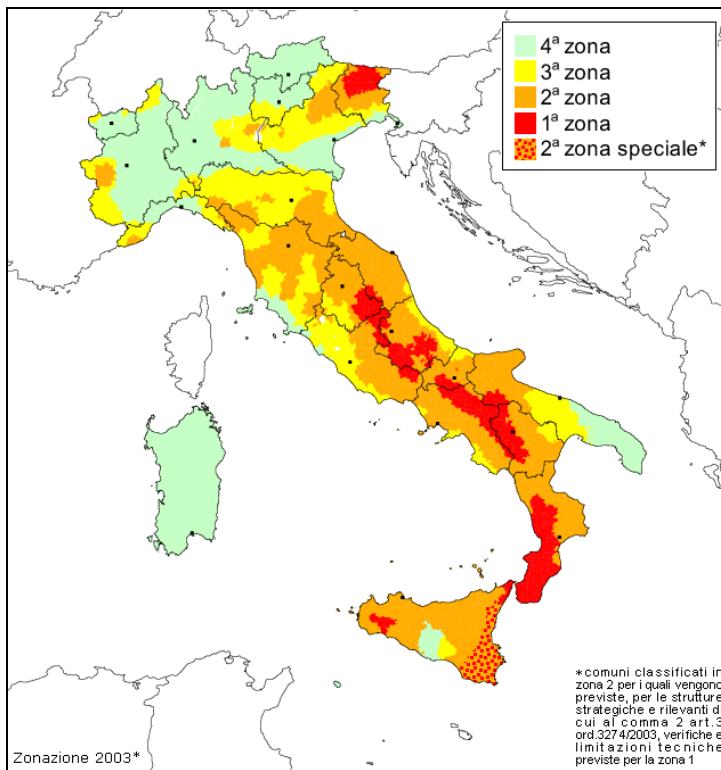 4ª zona
3ª zona
2ª zona
1ª zona
2ª zona speciale*
*comuni classificati in
zona 2 per i quali vengono
previste, per le strutture
strategiche e rilevanti d
cui al comma 2 art.3
ord.3274/2003, verifiche e
limitazioni tecniche
previste per la zona 1
Zonazione 2003*